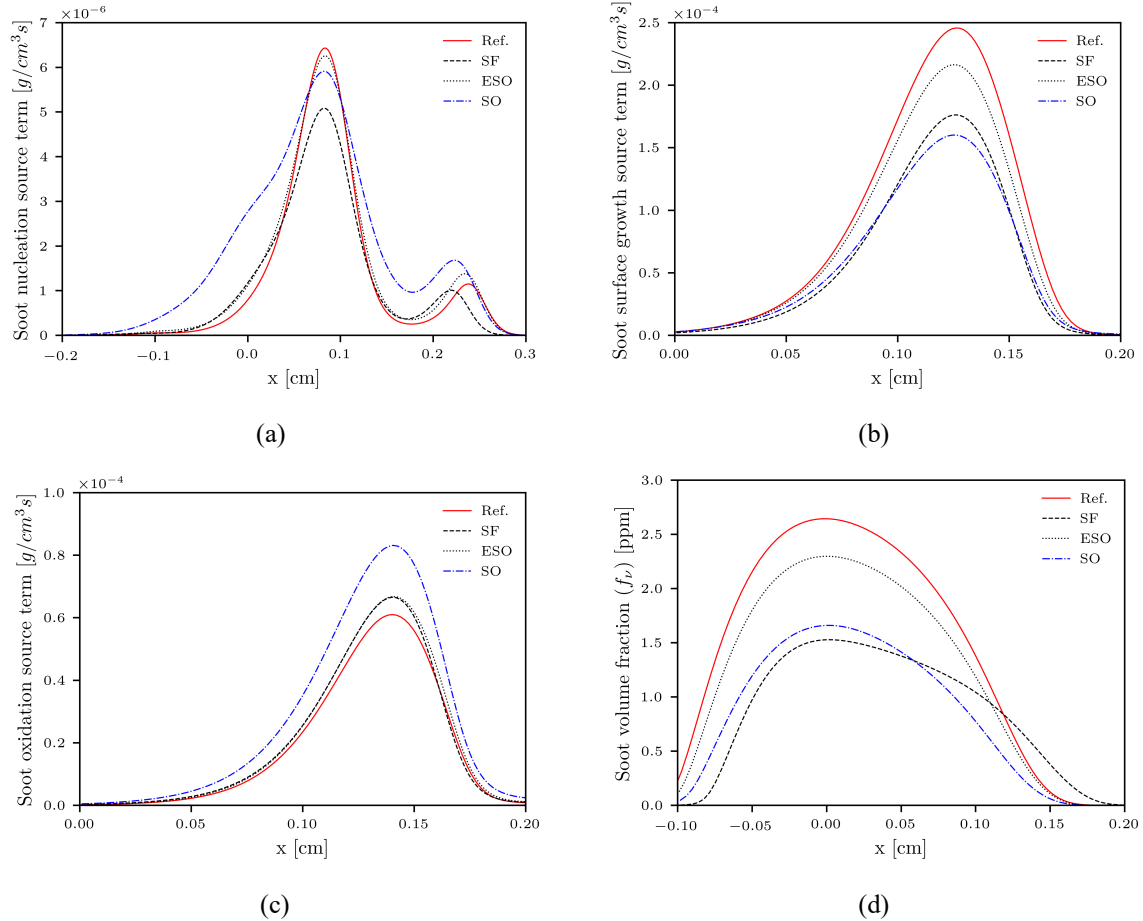 ×10−6
7
6
5
4
3
2
1
0
Soot nucleation source term [g/cm3s]
−0.2 −0.1 0.0 0.1 0.2 0.3
x [cm]
Ref.
SF
ESO
SO
(a)
×10−4
2.5
2.0
1.5
1.0
0.5
0.0
Soot surface growth source term [g/cm3s]
0.00 0.05 0.10 0.15 0.20
x [cm]
Ref.
SF
ESO
SO
(b)
×10−4
1.0
0.8
0.6
0.4
0.2
0.0
Soot oxidation source term [g/cm3s]
0.00 0.05 0.10 0.15 0.20
x [cm]
Ref.
SF
ESO
SO
(c)
3.0
2.5
2.0
1.5
1.0
0.5
0.0
Soot volume fraction (fν) [ppm]
−0.10 −0.05 0.00 0.05 0.10 0.15 0.20
x [cm]
Ref.
SF
ESO
SO
(d)